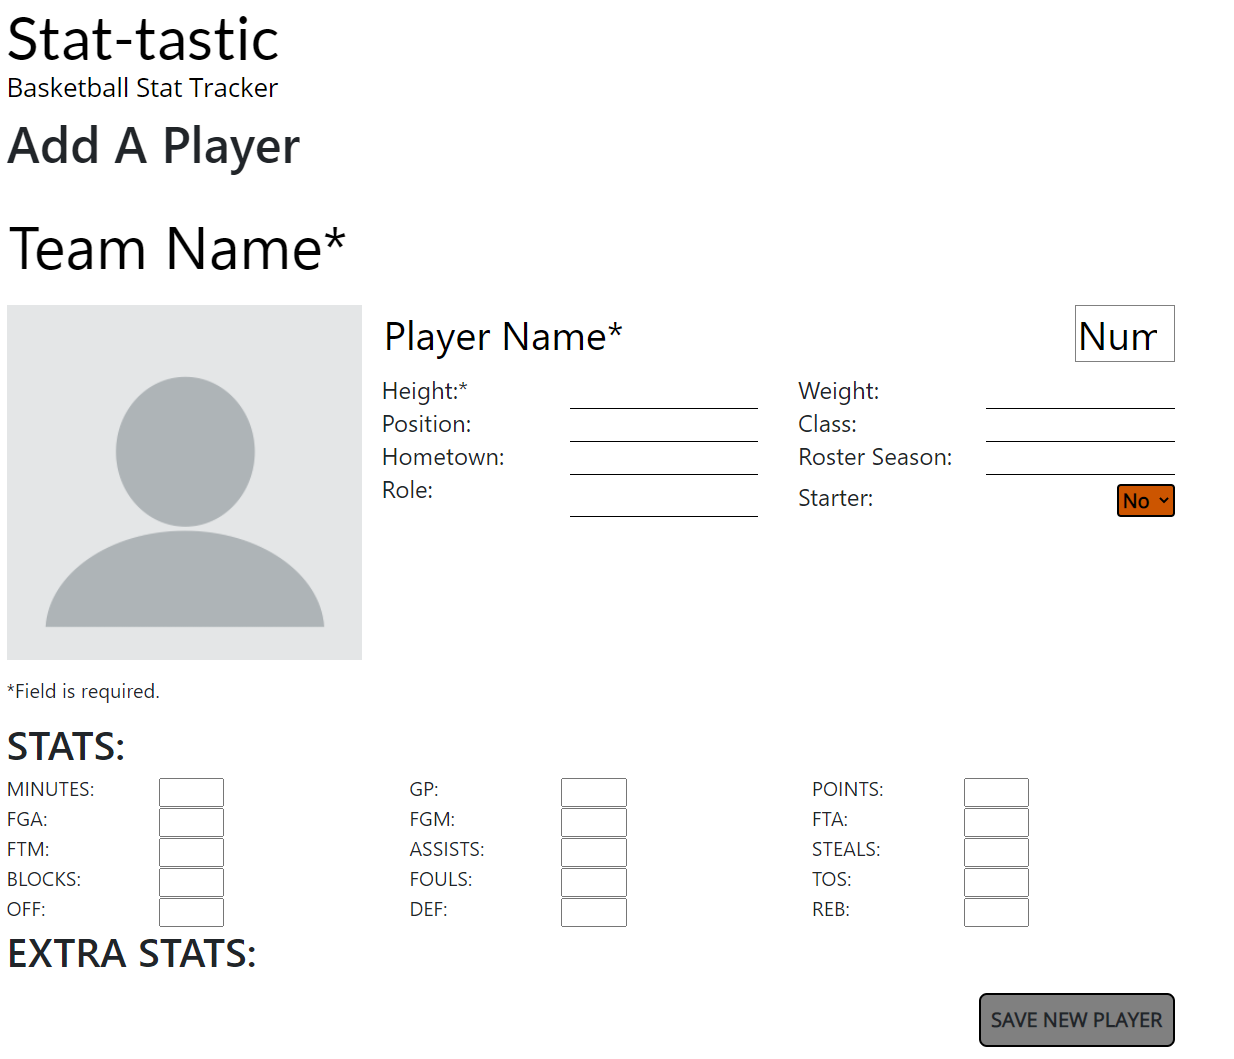 Stat-tastic
Basketball Stat Tracker
Add A Player
Team Name*
Player Name* Num
Height:* Weight:
Position: Class:
Hometown: Roster Season:
Role: Starter: No
*Field is required.
STATS:
MINUTES: GP: POINTS:
FGA: FGM: FTA:
FTM: ASSISTS: STEALS:
BLOCKS: FOULS: TOS:
OFF: DEF: REB:
EXTRA STATS:
SAVE NEW PLAYER